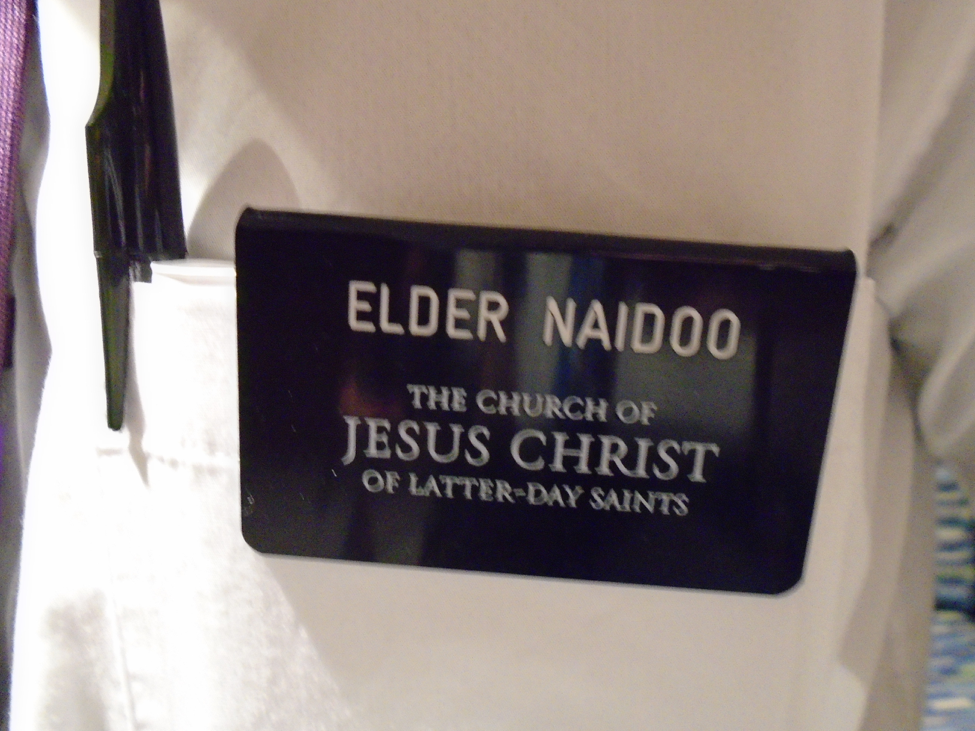 ELDER NAIDOO
THE CHURCH OF
JESUS CHRIST
OF LATTER-DAY SAINTS